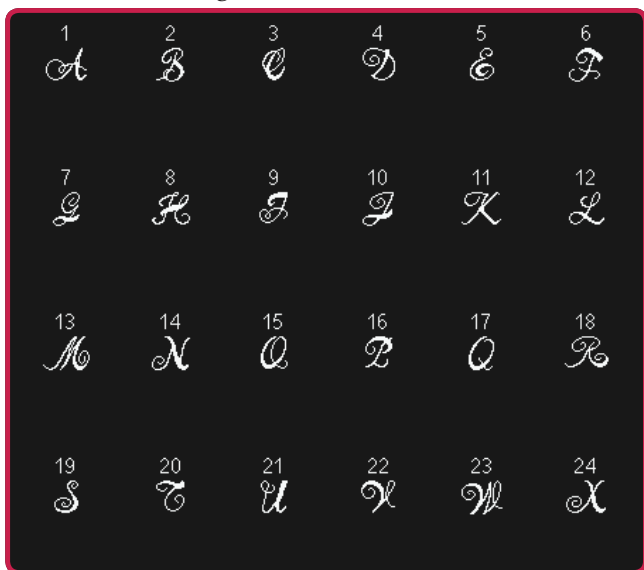 1 2 3 4 5 6
A B C D E F
7 8 9 10 11 12
G H I J K L
13 14 15 16 17 18
M N O P Q R
19 20 21 22 23 24
S T U V W X